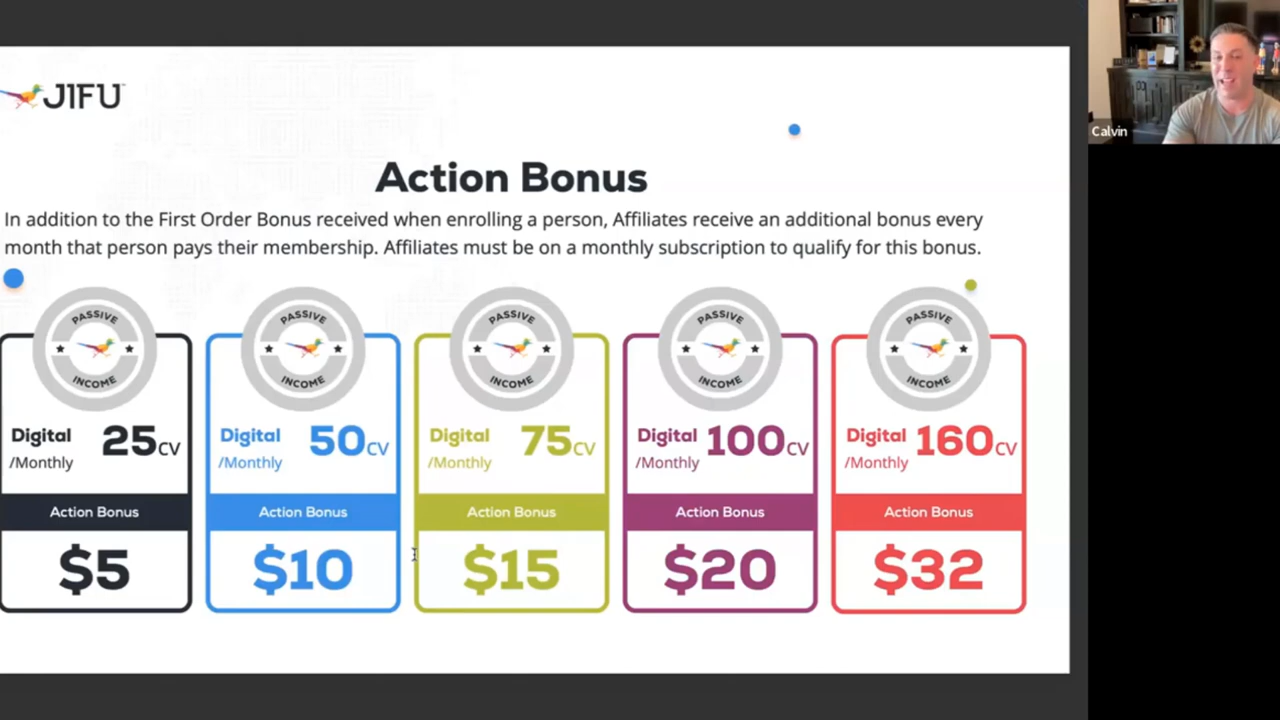 JIFU
Calvin
Action Bonus
In addition to the First Order Bonus received when enrolling a person, Affiliates receive an additional bonus every
month that person pays their membership. Affiliates must be on a monthly subscription to qualify for this bonus.
PASSIVE
INCOME
Digital 25CV
/Monthly
Action Bonus
$5
PASSIVE
INCOME
Digital 50CV
/Monthly
Action Bonus
$10
PASSIVE
INCOME
Digital 75CV
/Monthly
Action Bonus
$15
PASSIVE
INCOME
Digital 100CV
/Monthly
Action Bonus
$20
PASSIVE
INCOME
Digital 160CV
/Monthly
Action Bonus
$32